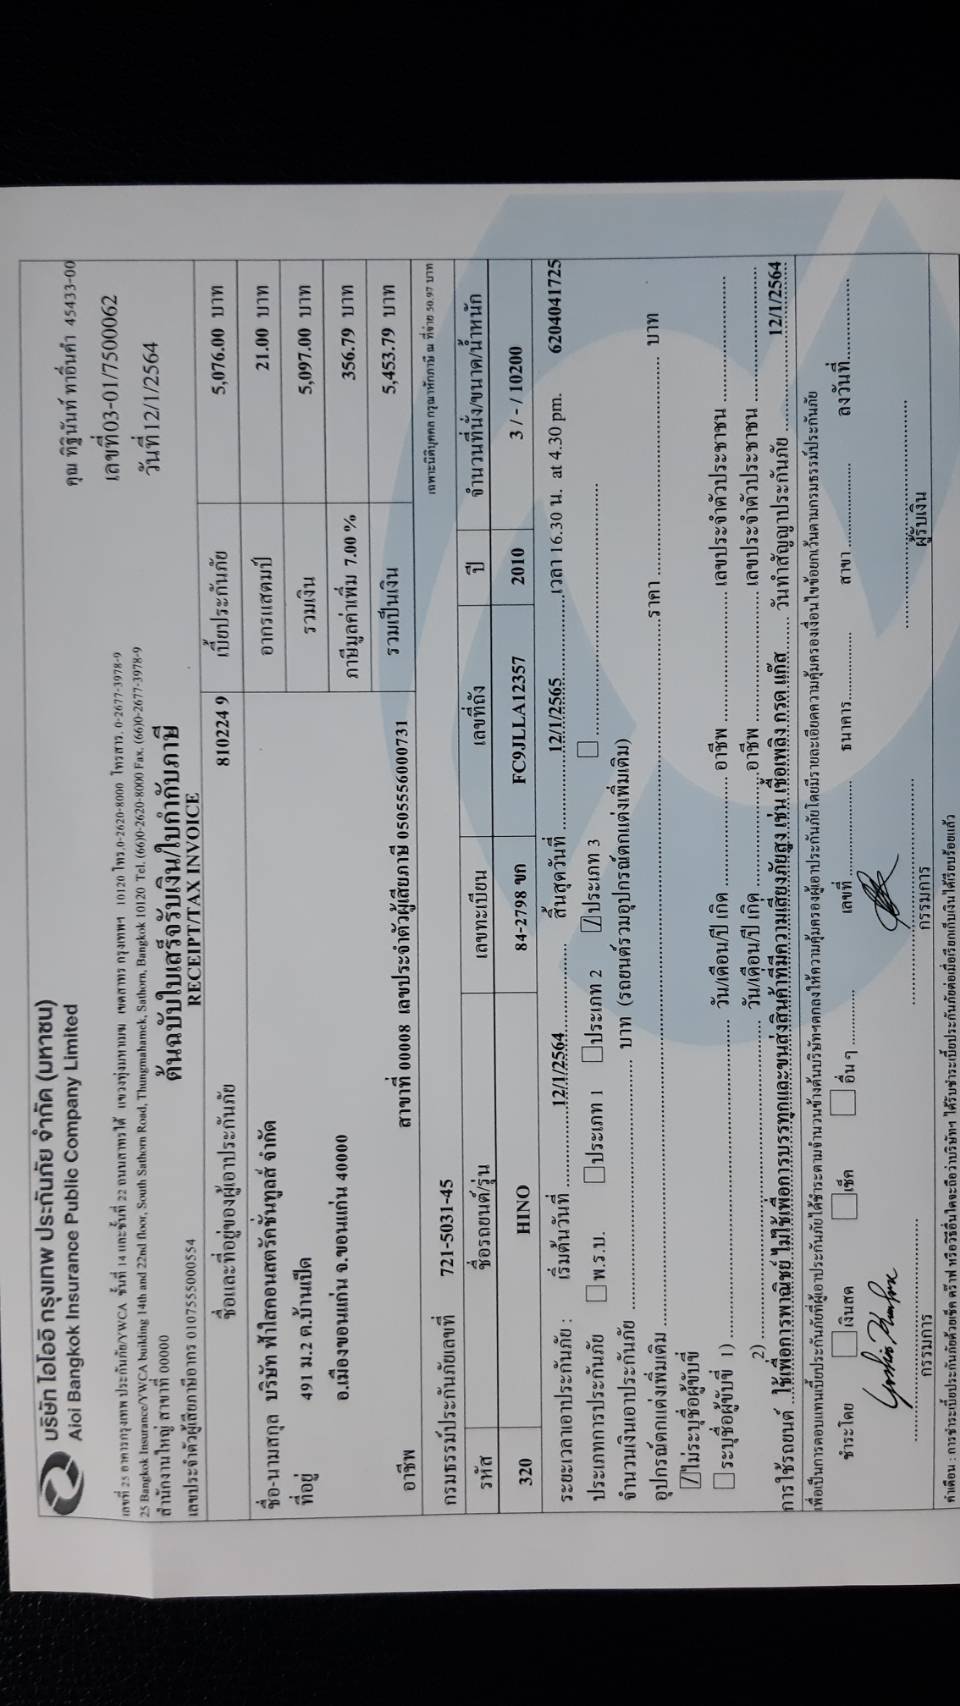 บริษัท ไอโออิ กรุงเทพ ประกันภัย จำกัด (มหาชน)
Aioi Bangkok Insurance Public Company Limited
คุณ ทิฐินันท์ ทาอื่นคำ 45433-00
เลขที่ 25 อาคารกรุงเทพ ประกันภัย/YWCA ชั้นที่ 14 และชั้นที่ 22 ถนนสาทรใต้ แขวงทุ่งมหาเมฆ เขตสาทร กรุงเทพฯ 10120 โทร.0-2620-8000 โทรสาร. 0-2677-3978-9
25 Bangkok Insurance/YWCA building 14th and 22nd floor, South Sathorn Road, Thungmahamek, Sathorn, Bangkok 10120 Tel. (66)0-2620-8000 Fax. (66)0-2677-3978-9
เลขที่03-01/7500062
สำนักงานใหญ่ สาขาที่ 00000
ต้นฉบับใบเสร็จรับเงิน/ใบกำกับภาษี
วันที่12/1/2564
เลขประจำตัวผู้เสียภาษีอากร 0107555000554
RECEIPT/TAX INVOICE
ชื่อและที่อยู่ของผู้เอาประกันภัย 810224 9 เบี้ยประกันภัย 5,076.00 บาท
ชื่อ-นามสกุล บริษัท ฟ้าใสคอนสตรัคชั่นทูลส์ จำกัด อากรแสตมป์ 21.00 บาท
ที่อยู่ 491 ม.2 ต.บ้านเป็ด รวมเงิน 5,097.00 บาท
อ.เมืองขอนแก่น จ.ขอนแก่น 40000 ภาษีมูลค่าเพิ่ม 7.00 % 356.79 บาท
อาชีพ สาขาที่ 00008 เลขประจำตัวผู้เสียภาษี 0505556000731 รวมเป็นเงิน 5,453.79 บาท
เฉพาะนิติบุคคล กรุณาหักภาษี ณ ที่จ่าย 50.97 บาท
กรมธรรม์ประกันภัยเลขที่ 721-5031-45
รหัส ชื่อรถยนต์/รุ่น เลขทะเบียน เลขที่ถัง ปี จำนวนที่นั่ง/ขนาด/น้ำหนัก
320 HINO 84-2798 ขก FC9JLLA12357 2010 3 / - / 10200
ระยะเวลาเอาประกันภัย : เริ่มต้นวันที่ 12/1/2564 สิ้นสุดวันที่ 12/1/2565 เวลา 16.30 น. at 4.30 pm. 6204041725
ประเภทการประกันภัย พ.ร.บ. ประเภท 1 ประเภท 2 / ประเภท 3
จำนวนเงินเอาประกันภัย บาท (รถยนต์รวมอุปกรณ์ตกแต่งเพิ่มเติม)
อุปกรณ์ตกแต่งเพิ่มเติม ราคา บาท
/ ไม่ระบุชื่อผู้ขับขี่
ระบุชื่อผู้ขับขี่ 1) วัน/เดือน/ปี เกิด อาชีพ เลขประจำตัวประชาชน
2) วัน/เดือน/ปี เกิด อาชีพ เลขประจำตัวประชาชน
การใช้รถยนต์ ใช้เพื่อการพาณิชย์ ไม่ใช้เพื่อการบรรทุกและขนส่งสินค้าที่มีความเสี่ยงภัยสูง เช่น เชื้อเพลิง กรด แก๊ส วันทำสัญญาประกันภัย 12/1/2564
เพื่อเป็นการตอบแทนเบี้ยประกันภัยที่ผู้เอาประกันภัยได้ชำระตามจำนวนข้างต้นบริษัทฯตกลงให้ความคุ้มครองผู้เอาประกันภัยโดยมีรายละเอียดความคุ้มครองเงื่อนไขข้อยกเว้นตามกรมธรรม์ประกันภัย
ชำระโดย เงินสด เช็ค อื่น ๆ เลขที่ ธนาคาร สาขา ลงวันที่
กรรมการ กรรมการ ผู้รับเงิน
คำเตือน : การชำระเบี้ยประกันภัยด้วยเช็ค ดร๊าฟ หรือวิธีอื่นใดจะถือว่าบริษัทฯ ได้รับชำระเบี้ยประกันภัยต่อเมื่อเรียกเก็บเงินได้เรียบร้อยแล้ว